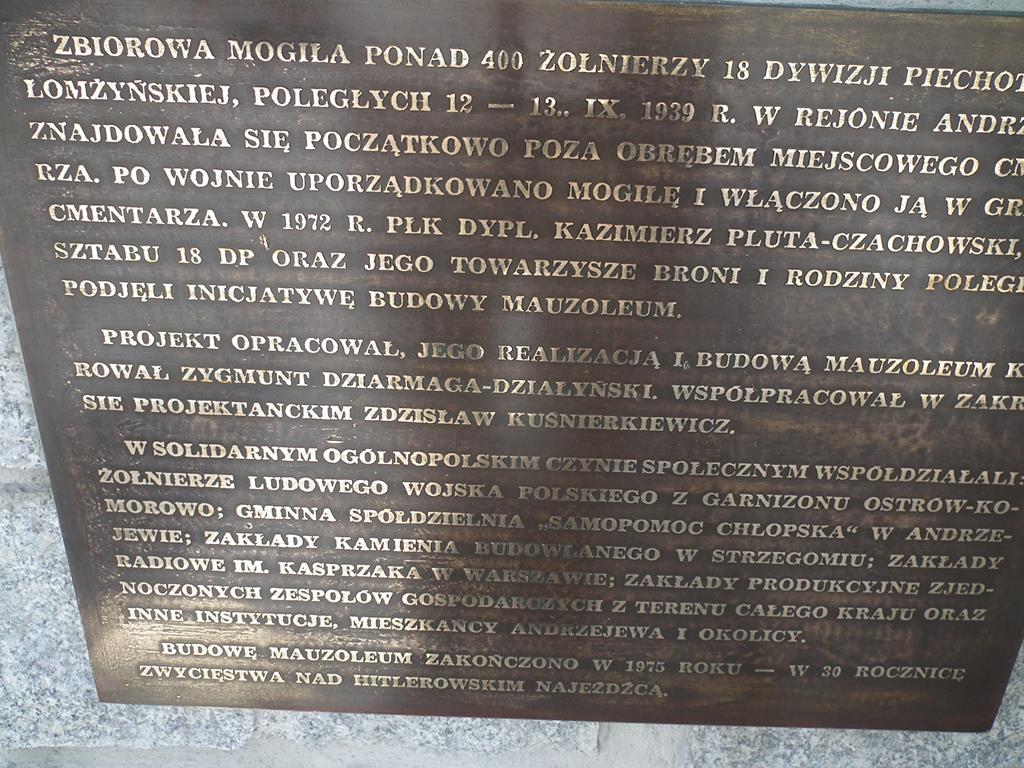 ZBIOROWA MOGIŁA PONAD 400 ŻOŁNIERZY 18 DYWIZJI PIECHOT
ŁOMŻYŃSKIEJ, POLEGŁYCH 12 — 13.. IX. 1939 R. W REJONIE ANDRZ
ZNAJDOWAŁA SIĘ POCZĄTKOWO POZA OBRĘBEM MIEJSCOWEGO CM
RZA. PO WOJNIE UPORZĄDKOWANO MOGIŁĘ I WŁĄCZONO JĄ W GR
CMENTARZA. W 1972 R. PŁK DYPL. KAZIMIERZ PLUTA-CZACHOWSKI,
SZTABU 18 DP ORAZ JEGO TOWARZYSZE BRONI I RODZINY POLEGŁ
PODJĘLI INICJATYWĘ BUDOWY MAUZOLEUM.
PROJEKT OPRACOWAŁ, JEGO REALIZACJĄ I BUDOWĄ MAUZOLEUM K
ROWAŁ ZYGMUNT DZIARMAGA-DZIAŁYŃSKI. WSPÓŁPRACOWAŁ W ZAKR
SIE PROJEKTANCKIM ZDZISŁAW KUŚNIERKIEWICZ.
W SOLIDARNYM OGÓLNOPOLSKIM CZYNIE SPOŁECZNYM WSPÓŁDZIAŁALI:
ŻOŁNIERZE LUDOWEGO WOJSKA POLSKIEGO Z GARNIZONU OSTRÓW-KO-
MOROWO; GMINNA SPÓŁDZIELNIA „SAMOPOMOC CHŁOPSKA“ W ANDRZE-
JEWIE; ZAKŁADY KAMIENIA BUDOWLANEGO W STRZEGOMIU; ZAKŁADY
RADIOWE IM. KASPRZAKA W WARSZAWIE; ZAKŁADY PRODUKCYJNE ZJED-
NOCZONYCH ZESPOŁÓW GOSPODARCZYCH Z TERENU CAŁEGO KRAJU ORAZ
INNE INSTYTUCJE, MIESZKAŃCY ANDRZEJEWA I OKOLICY.
BUDOWĘ MAUZOLEUM ZAKOŃCZONO W 1975 ROKU — W 30 ROCZNICĘ
ZWYCIĘSTWA NAD HITLEROWSKIM NAJEŹDŹCĄ.